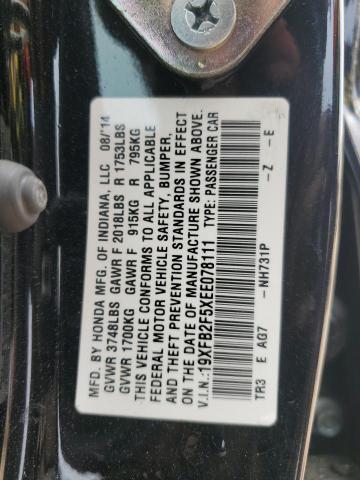 MFD. BY HONDA MFG. OF INDIANA, LLC 08/'14
GVWR 3748LBS GAWR F 2018LBS R 1753LBS
GVWR 1700KG GAWR F 915KG R 795KG
THIS VEHICLE CONFORMS TO ALL APPLICABLE
FEDERAL MOTOR VEHICLE SAFETY, BUMPER,
AND THEFT PREVENTION STANDARDS IN EFFECT
ON THE DATE OF MANUFACTURE SHOWN ABOVE.
V.I.N.:19XFB2F5XEE078111 TYPE: PASSENGER CAR
TR3 E AG7 -NH731P -Z -E